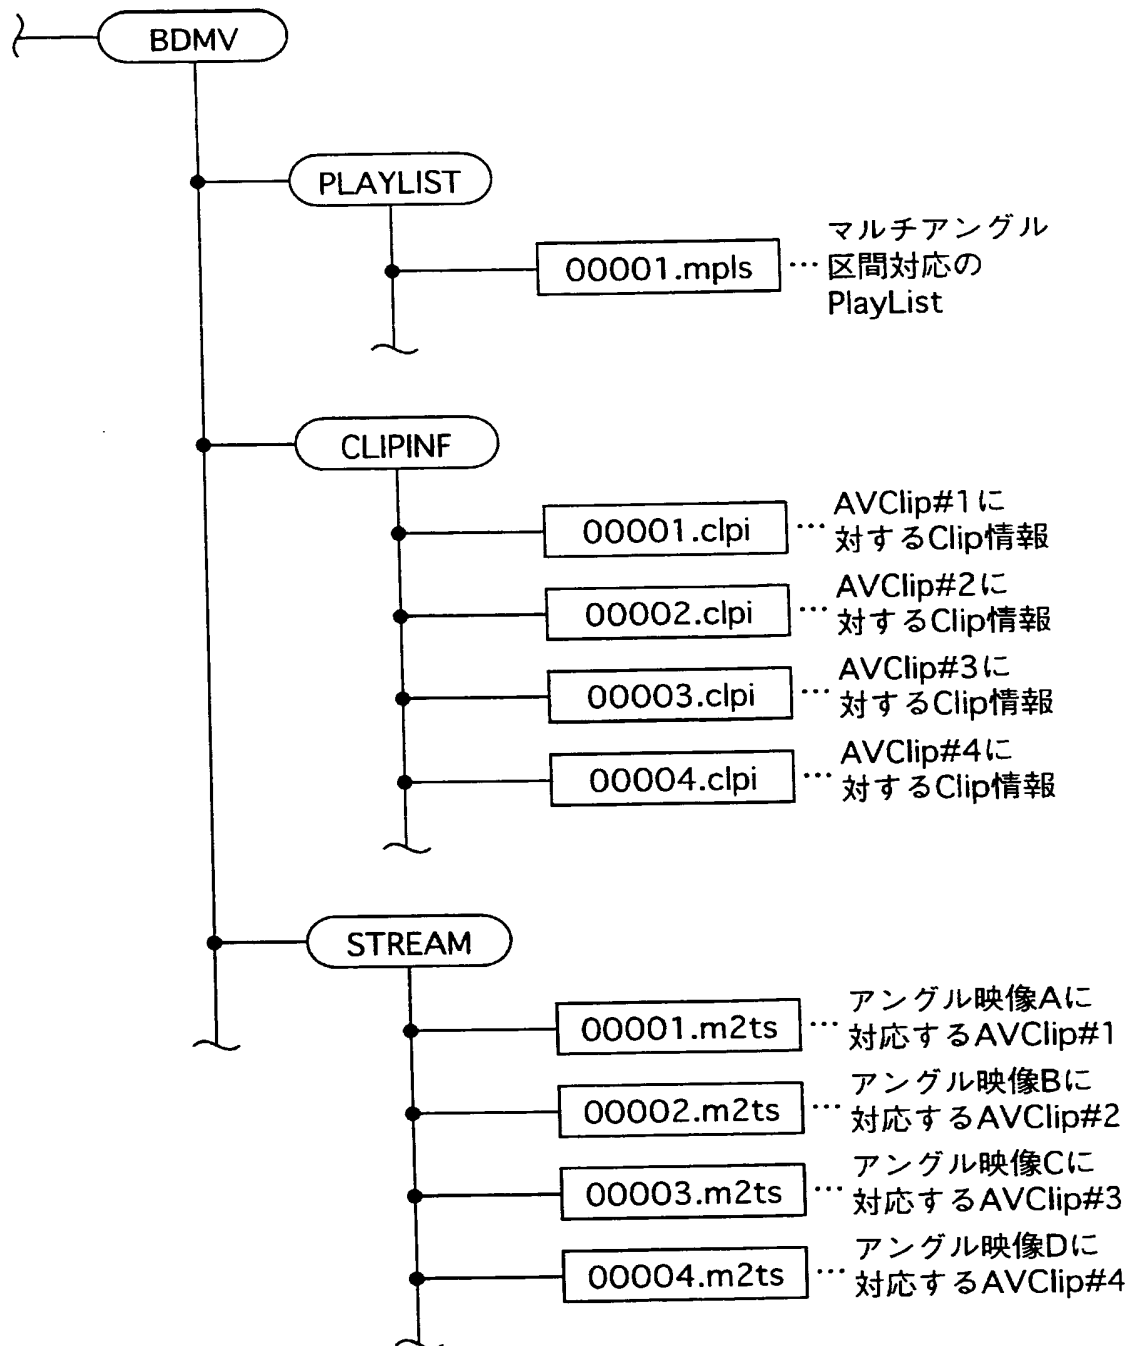 BDMV
PLAYLIST
00001.mpls
… マルチアングル
区間対応の
PlayList
CLIPINF
00001.clpi
… AVClip#1に
対するClip情報
00002.clpi
… AVClip#2に
対するClip情報
00003.clpi
… AVClip#3に
対するClip情報
00004.clpi
… AVClip#4に
対するClip情報
STREAM
00001.m2ts
… アングル映像Aに
対応するAVClip#1
00002.m2ts
… アングル映像Bに
対応するAVClip#2
00003.m2ts
… アングル映像Cに
対応するAVClip#3
00004.m2ts
… アングル映像Dに
対応するAVClip#4